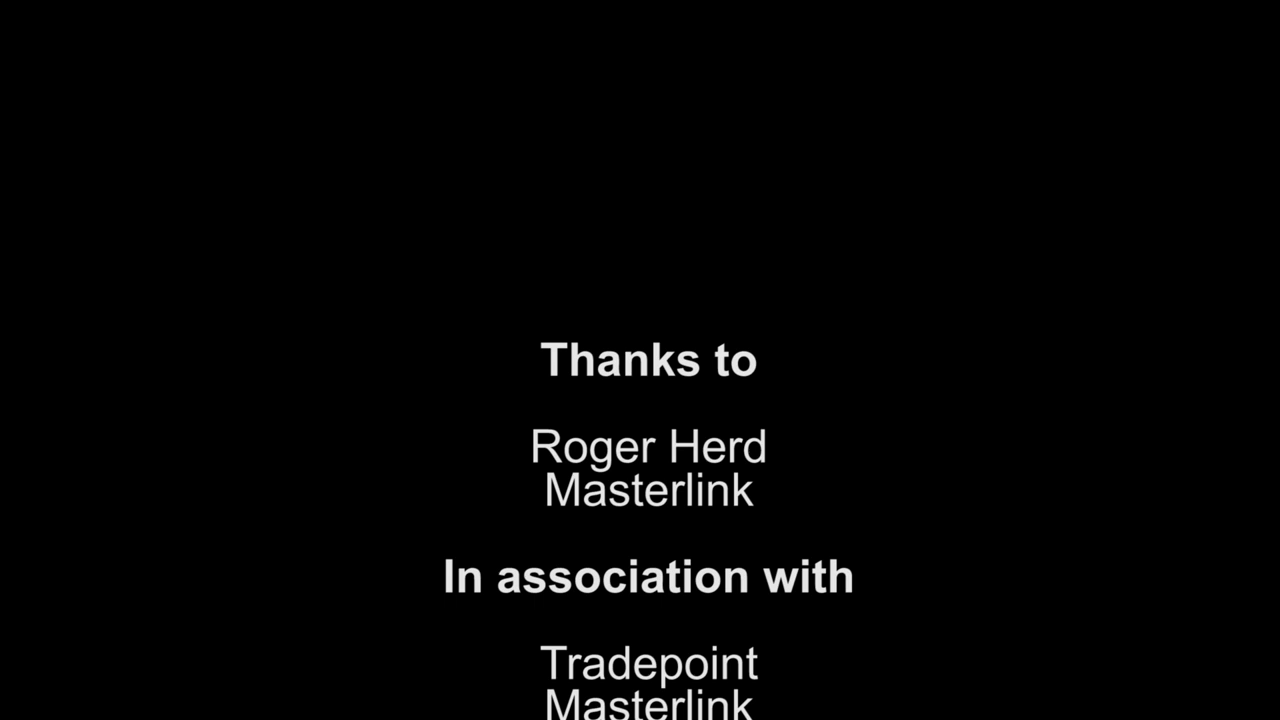 Thanks to
Roger Herd
Masterlink
In association with
Tradepoint
Masterlink